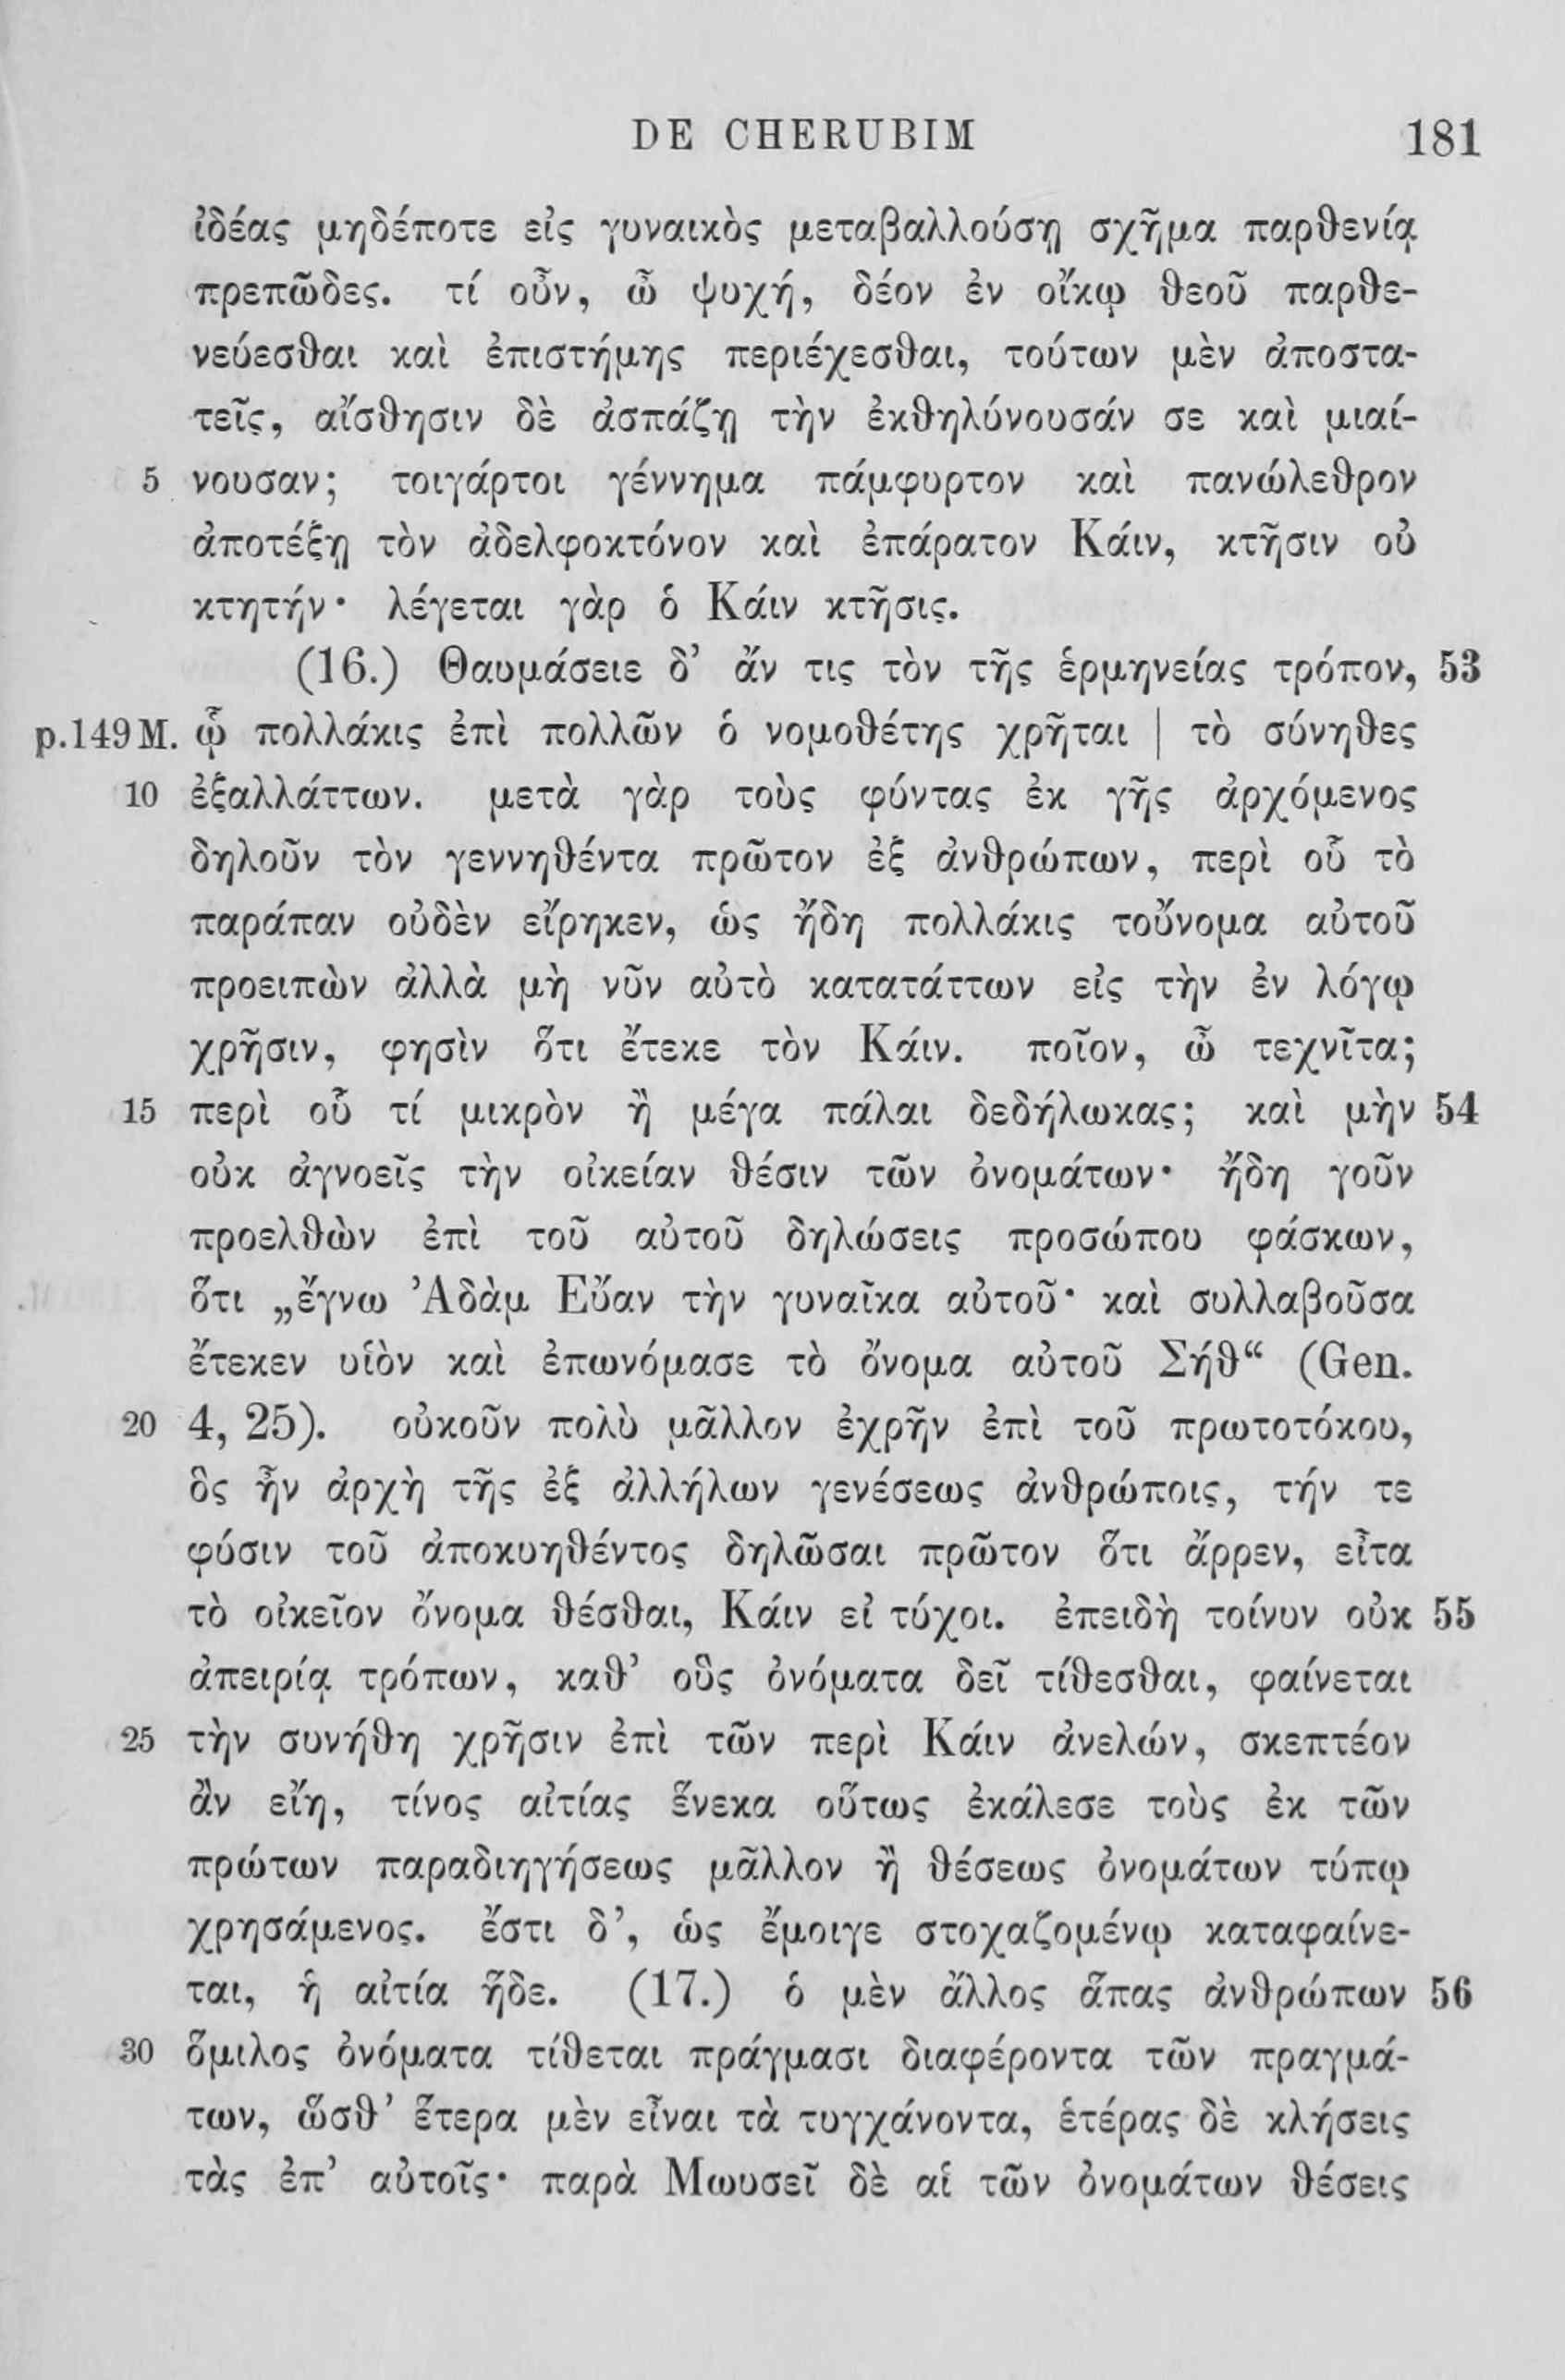 DE CHERUBIM 181
ἰδέας μηδέποτε εἰς γυναικὸς μεταβαλλούσῃ σχῆμα παρθενίᾳ
πρεπῶδες. τί οὖν, ὦ ψυχή, δέον ἐν οἴκῳ θεοῦ παρθε-
νεύεσθαι καὶ ἐπιστήμης περιέχεσθαι, τούτων μὲν ἀποστα-
τεῖς, αἴσθησιν δὲ ἀσπάζῃ τὴν ἐκθηλύνουσάν σε καὶ μιαί-
5 νουσαν; τοιγάρτοι γέννημα πάμφυρτον καὶ πανώλεθρον
ἀποτέξῃ τὸν ἀδελφοκτόνον καὶ ἐπάρατον Κάιν, κτῆσιν οὐ
κτητήν· λέγεται γὰρ ὁ Κάιν κτῆσις.
(16.) Θαυμάσειε δ’ ἄν τις τὸν τῆς ἑρμηνείας τρόπον, 53
p.149 M. ᾧ πολλάκις ἐπὶ πολλῶν ὁ νομοθέτης χρῆται | τὸ σύνηθες
10 ἐξαλλάττων. μετὰ γὰρ τοὺς φύντας ἐκ γῆς ἀρχόμενος
δηλοῦν τὸν γεννηθέντα πρῶτον ἐξ ἀνθρώπων, περὶ οὗ τὸ
παράπαν οὐδὲν εἴρηκεν, ὡς ἤδη πολλάκις τοὔνομα αὐτοῦ
προειπὼν ἀλλὰ μὴ νῦν αὐτὸ κατατάττων εἰς τὴν ἐν λόγῳ
χρῆσιν, φησὶν ὅτι ἔτεκε τὸν Κάιν. ποῖον, ὦ τεχνῖτα;
15 περὶ οὗ τί μικρὸν ἢ μέγα πάλαι δεδήλωκας; καὶ μὴν 54
οὐκ ἀγνοεῖς τὴν οἰκείαν θέσιν τῶν ὀνομάτων· ἤδη γοῦν
προελθὼν ἐπὶ τοῦ αὐτοῦ δηλώσεις προσώπου φάσκων,
ὅτι „ἔγνω Ἀδὰμ Εὔαν τὴν γυναῖκα αὐτοῦ· καὶ συλλαβοῦσα
ἔτεκεν υἱὸν καὶ ἐπωνόμασε τὸ ὄνομα αὐτοῦ Σήθ“ (Gen.
20 4, 25). οὐκοῦν πολὺ μᾶλλον ἐχρῆν ἐπὶ τοῦ πρωτοτόκου,
ὃς ἦν ἀρχὴ τῆς ἐξ ἀλλήλων γενέσεως ἀνθρώποις, τήν τε
φύσιν τοῦ ἀποκυηθέντος δηλῶσαι πρῶτον ὅτι ἄρρεν, εἶτα
τὸ οἰκεῖον ὄνομα θέσθαι, Κάιν εἰ τύχοι. ἐπειδὴ τοίνυν οὐκ 55
ἀπειρίᾳ τρόπων, καθ’ οὓς ὀνόματα δεῖ τίθεσθαι, φαίνεται
25 τὴν συνήθη χρῆσιν ἐπὶ τῶν περὶ Κάιν ἀνελών, σκεπτέον
ἂν εἴη, τίνος αἰτίας ἕνεκα οὕτως ἐκάλεσε τοὺς ἐκ τῶν
πρώτων παραδιηγήσεως μᾶλλον ἢ θέσεως ὀνομάτων τύπῳ
χρησάμενος. ἔστι δ’, ὡς ἔμοιγε στοχαζομένῳ καταφαίνε-
ται, ἡ αἰτία ἥδε. (17.) ὁ μὲν ἄλλος ἅπας ἀνθρώπων 56
30 ὅμιλος ὀνόματα τίθεται πράγμασι διαφέροντα τῶν πραγμά-
των, ὥσθ’ ἕτερα μὲν εἶναι τὰ τυγχάνοντα, ἑτέρας δὲ κλήσεις
τὰς ἐπ’ αὐτοῖς· παρὰ Μωυσεῖ δὲ αἱ τῶν ὀνομάτων θέσεις